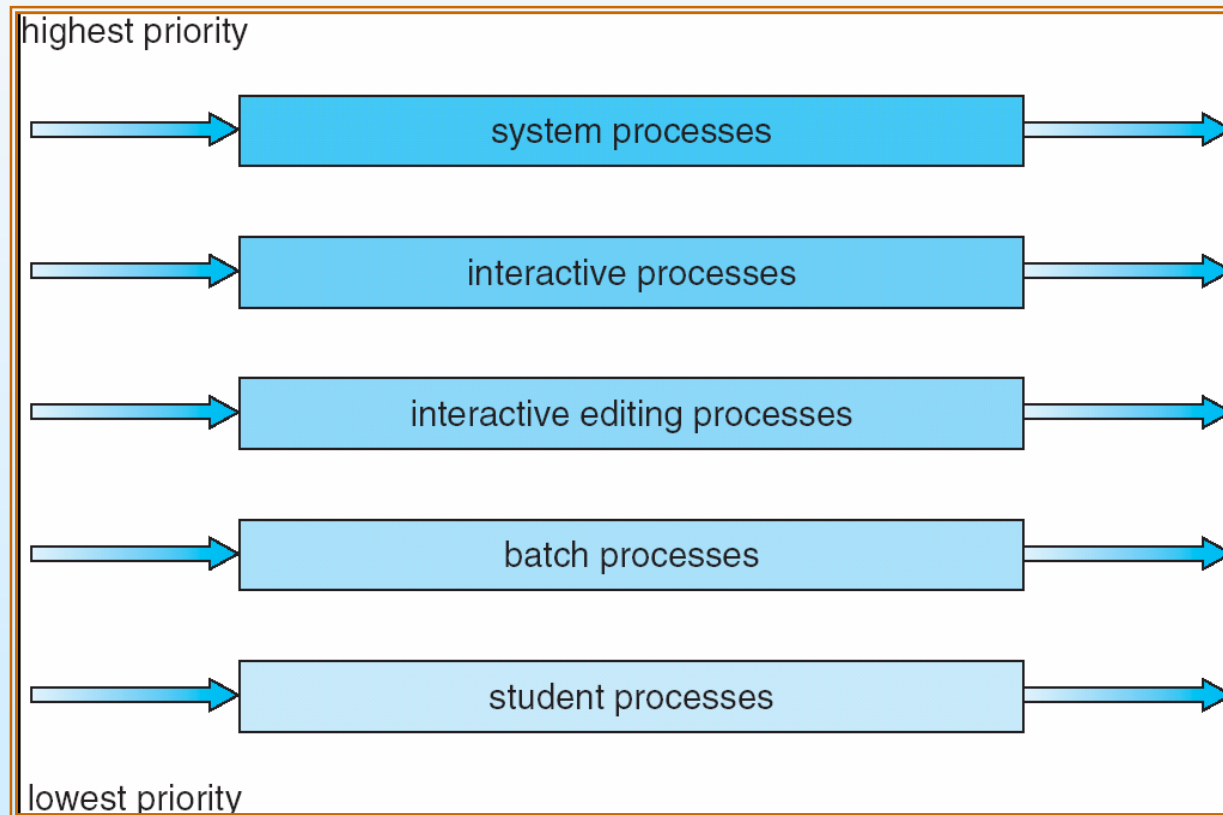 highest priority
system processes
interactive processes
interactive editing processes
batch processes
student processes
lowest priority